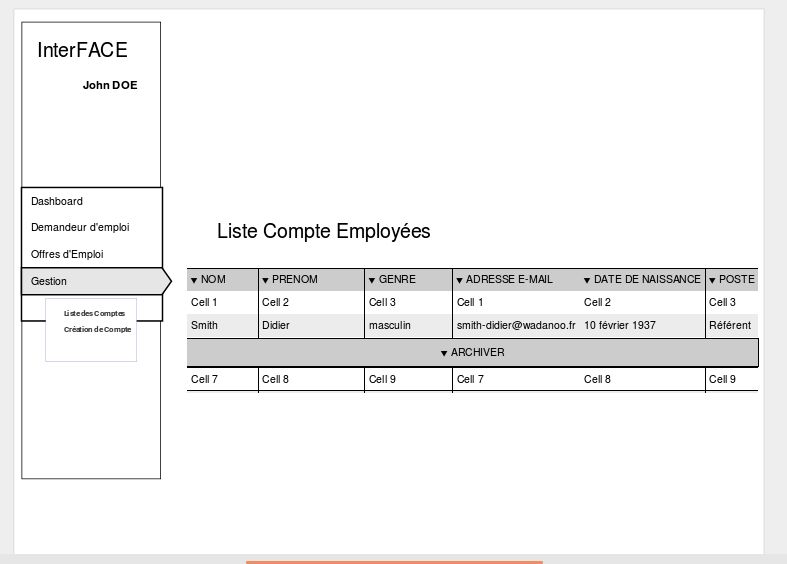 InterFACE
John DOE
Dashboard
Demandeur d'emploi
Offres d'Emploi
Gestion
Liste des Comptes
Création de Compte
Liste Compte Employées
NOM PRENOM GENRE ADRESSE E-MAIL DATE DE NAISSANCE POSTE
Cell 1 Cell 2 Cell 3 Cell 1 Cell 2 Cell 3
Smith Didier masculin smith-didier@wadanoo.fr 10 février 1937 Référent
ARCHIVER
Cell 7 Cell 8 Cell 9 Cell 7 Cell 8 Cell 9